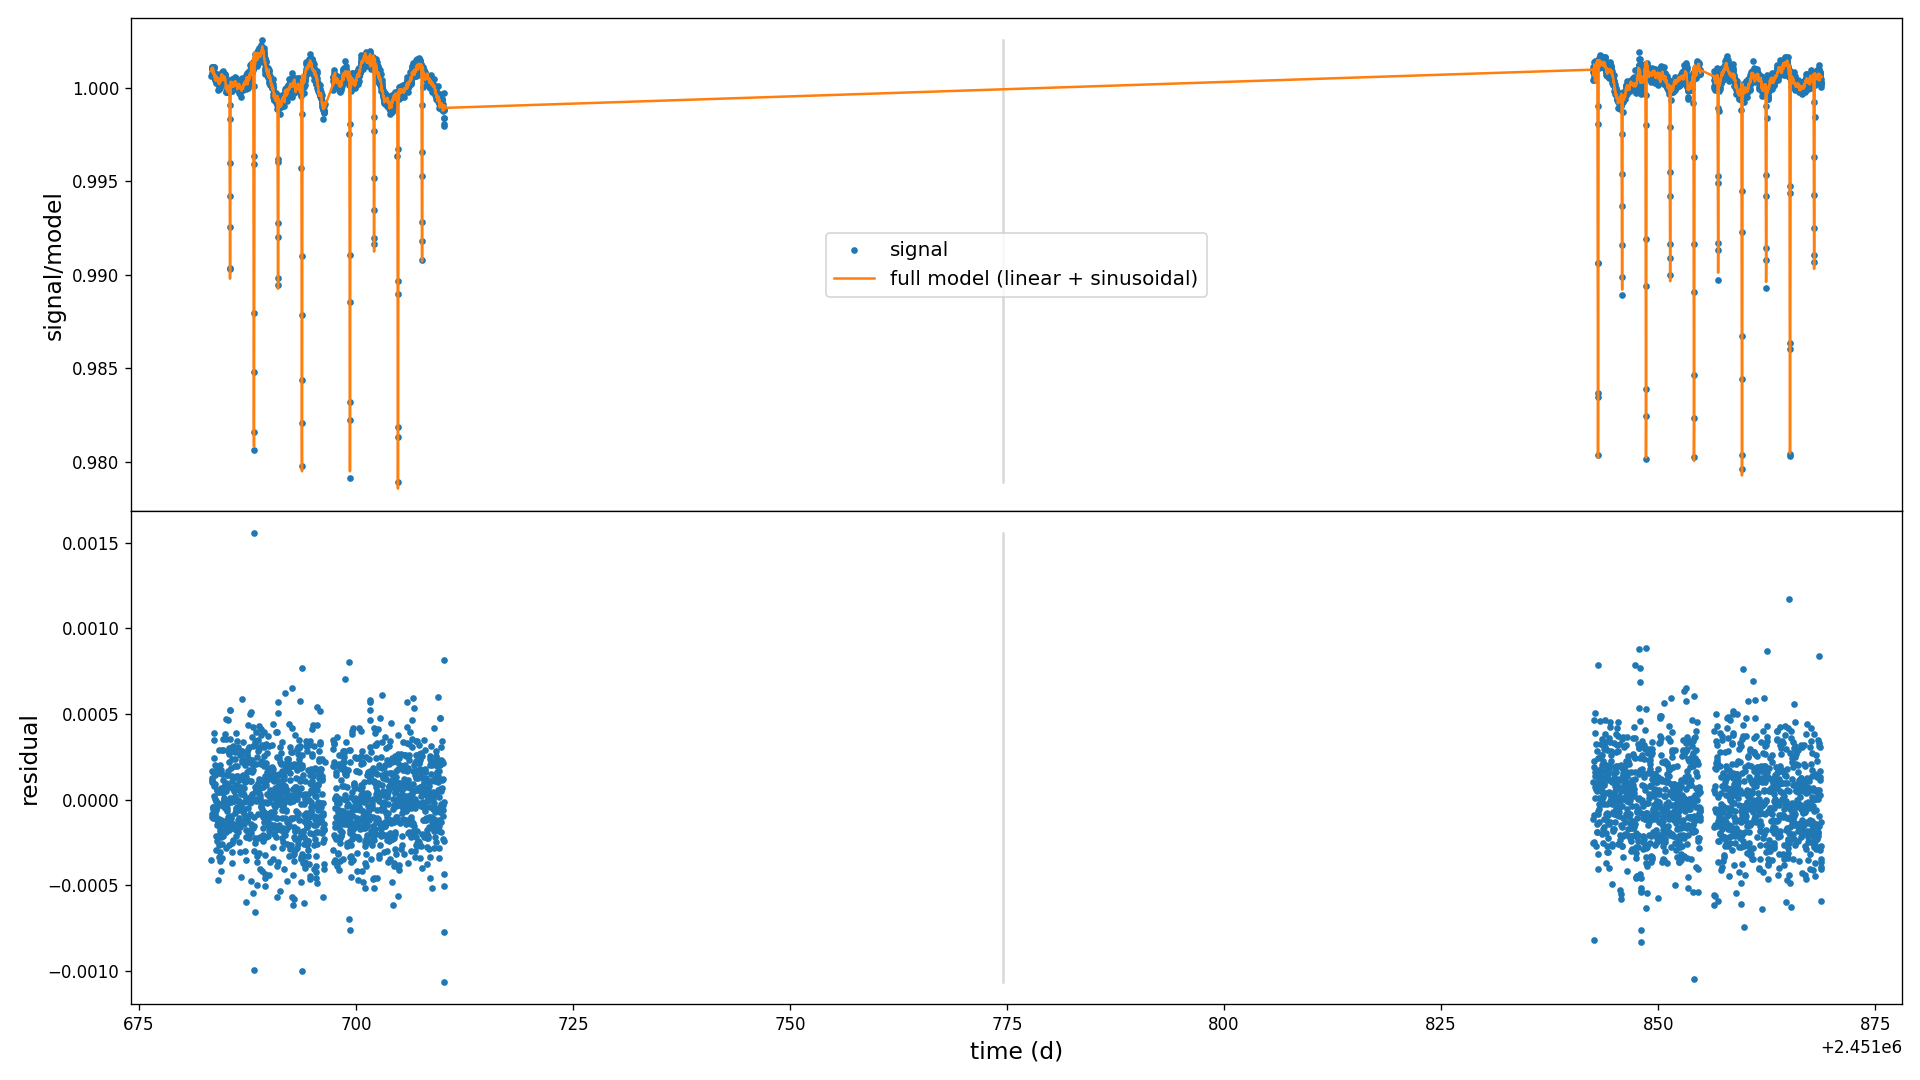 signal/model
1.000
0.995
0.990
0.985
0.980
signal
full model (linear + sinusoidal)
residual
0.0015
0.0010
0.0005
0.0000
−0.0005
−0.0010
675 700 725 750 775 800 825 850 875
+2.451e6
time (d)